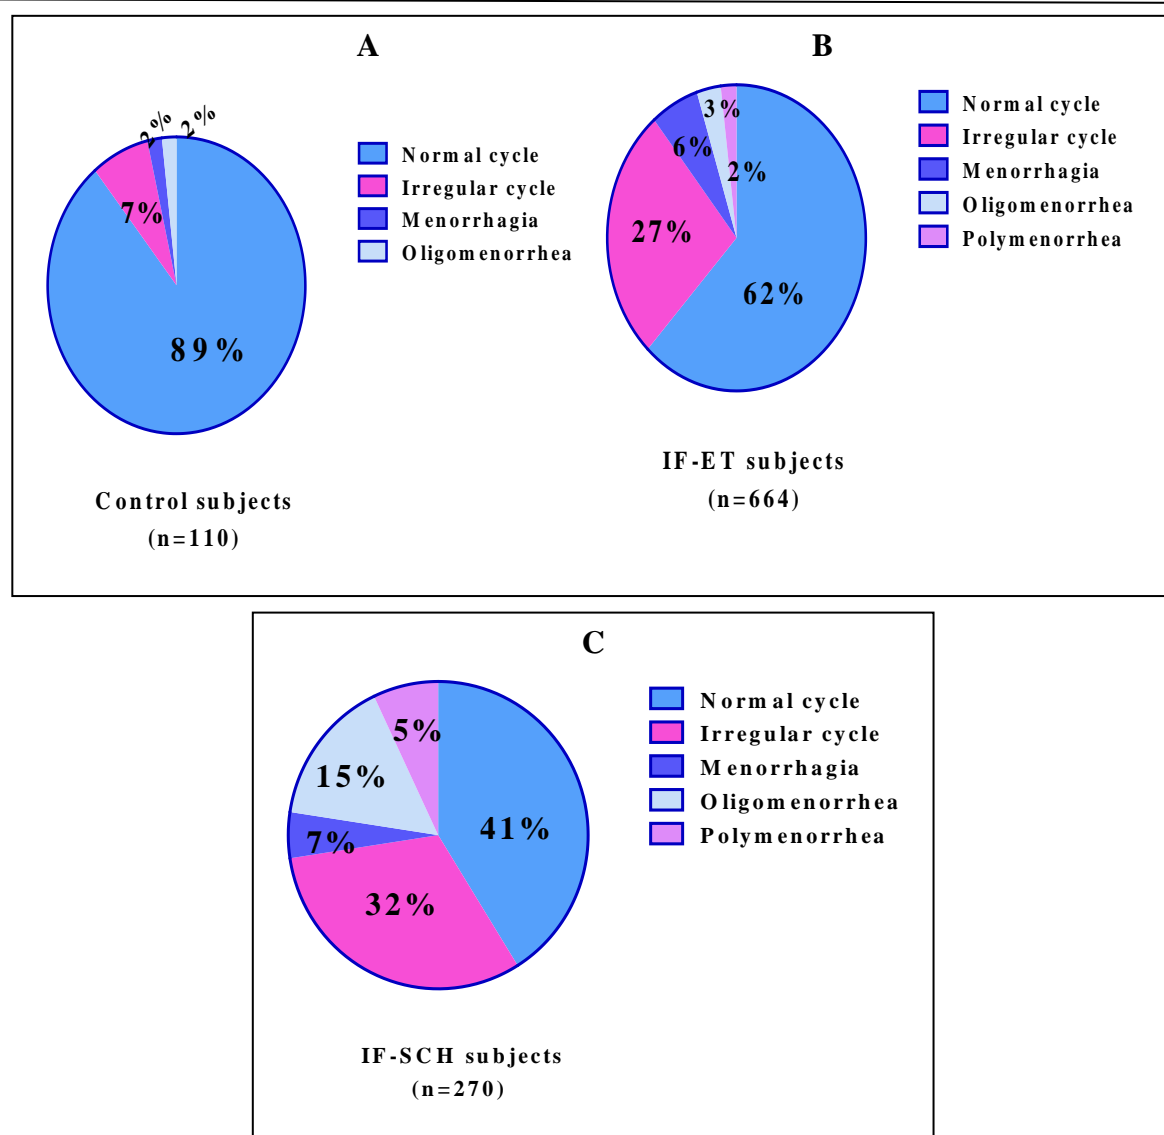 A
2%
2%
7%
89%
Normal cycle
Irregular cycle
Menorrhagia
Oligomenorrhea
Control subjects
(n=110)
B
3%
6%
2%
27%
62%
Normal cycle
Irregular cycle
Menorrhagia
Oligomenorrhea
Polymenorrhea
IF-ET subjects
(n=664)
C
5%
15%
41%
7%
32%
Normal cycle
Irregular cycle
Menorrhagia
Oligomenorrhea
Polymenorrhea
IF-SCH subjects
(n=270)